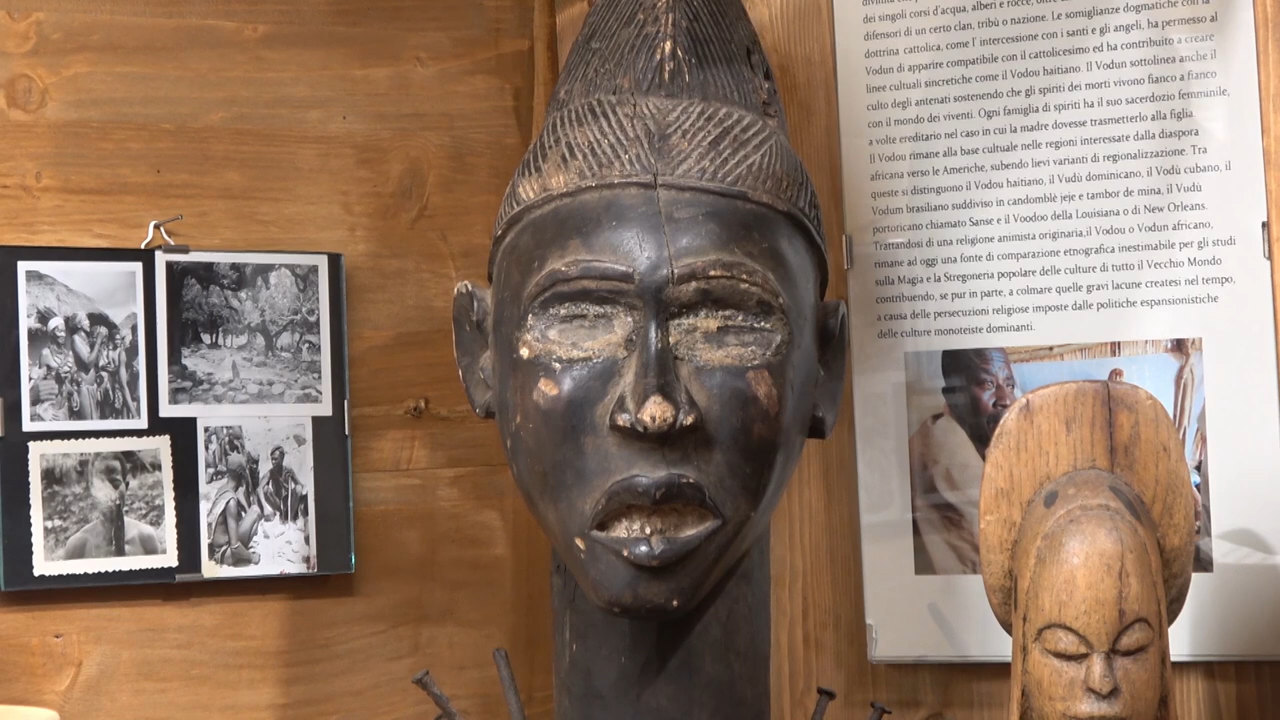 dei singoli corsi d'acqua, alberi e rocce,
difensori di un certo clan, tribù o nazione. Le somiglianze dogmatiche con la
dottrina cattolica, come l' intercessione con i santi e gli angeli, ha permesso al
Vodun di apparire compatibile con il cattolicesimo ed ha contribuito a creare
linee cultuali sincretiche come il Vodou haitiano. Il Vodun sottolinea anche il
culto degli antenati sostenendo che gli spiriti dei morti vivono fianco a fianco
con il mondo dei viventi. Ogni famiglia di spiriti ha il suo sacerdozio femminile,
a volte ereditario nel caso in cui la madre dovesse trasmetterlo alla figlia
Il Vodou rimane alla base cultuale nelle regioni interessate dalla diaspora
africana verso le Americhe, subendo lievi varianti di regionalizzazione. Tra
queste si distinguono il Vodou haitiano, il Vudù dominicano, il Vodù cubano, il
Vodum brasiliano suddiviso in candomblè jeje e tambor de mina, il Vudù
portoricano chiamato Sanse e il Voodoo della Louisiana o di New Orleans.
Trattandosi di una religione animista originaria,il Vodou o Vodun africano,
rimane ad oggi una fonte di comparazione etnografica inestimabile per gli studi
sulla Magia e la Stregoneria popolare delle culture di tutto il Vecchio Mondo
contribuendo, se pur in parte, a colmare quelle gravi lacune createsi nel tempo,
a causa delle persecuzioni religiose imposte dalle politiche espansionistiche
delle culture monoteiste dominanti.